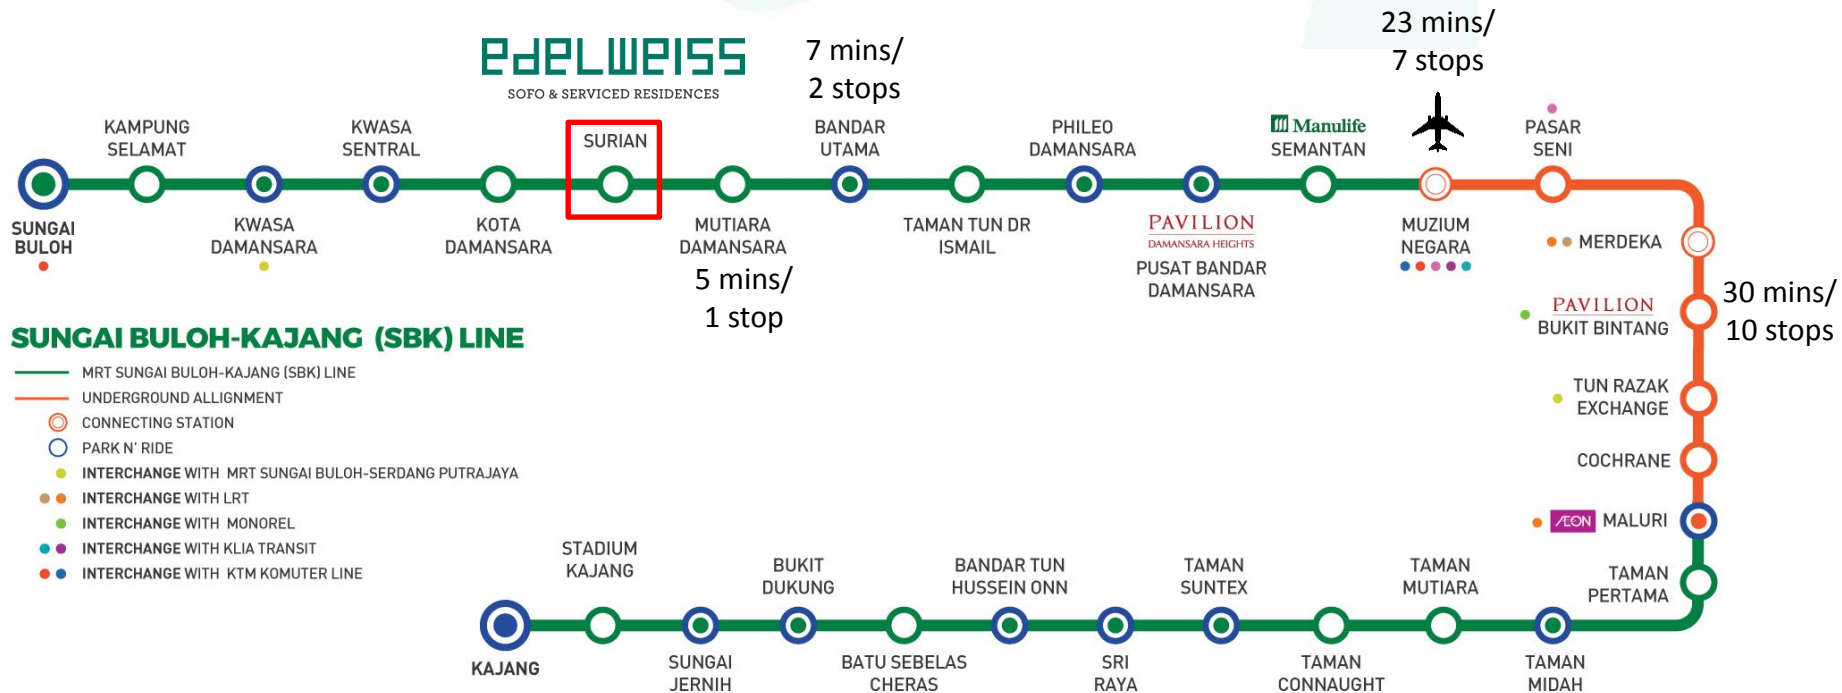 edelweiss
SOFO & SERVICED RESIDENCES
7 mins/
2 stops
23 mins/
7 stops
KAMPUNG
SELAMAT
KWASA
SENTRAL
SURIAN
BANDAR
UTAMA
PHILEO
DAMANSARA
Manulife
SEMANTAN
PASAR
SENI
SUNGAI
BULOH
KWASA
DAMANSARA
KOTA
DAMANSARA
MUTIARA
DAMANSARA
5 mins/
1 stop
TAMAN TUN DR
ISMAIL
PAVILION
DAMANSARA HEIGHTS
PUSAT BANDAR
DAMANSARA
MUZIUM
NEGARA
MERDEKA
PAVILION
BUKIT BINTANG
30 mins/
10 stops
TUN RAZAK
EXCHANGE
COCHRANE
AEON MALURI
TAMAN
PERTAMA
SUNGAI BULOH-KAJANG (SBK) LINE
MRT SUNGAI BULOH-KAJANG (SBK) LINE
UNDERGROUND ALLIGNMENT
CONNECTING STATION
PARK N' RIDE
INTERCHANGE WITH MRT SUNGAI BULOH-SERDANG PUTRAJAYA
INTERCHANGE WITH LRT
INTERCHANGE WITH MONOREL
INTERCHANGE WITH KLIA TRANSIT
INTERCHANGE WITH KTM KOMUTER LINE
STADIUM
KAJANG
BUKIT
DUKUNG
BANDAR TUN
HUSSEIN ONN
TAMAN
SUNTEX
TAMAN
MUTIARA
KAJANG
SUNGAI
JERNIH
BATU SEBELAS
CHERAS
SRI
RAYA
TAMAN
CONNAUGHT
TAMAN
MIDAH